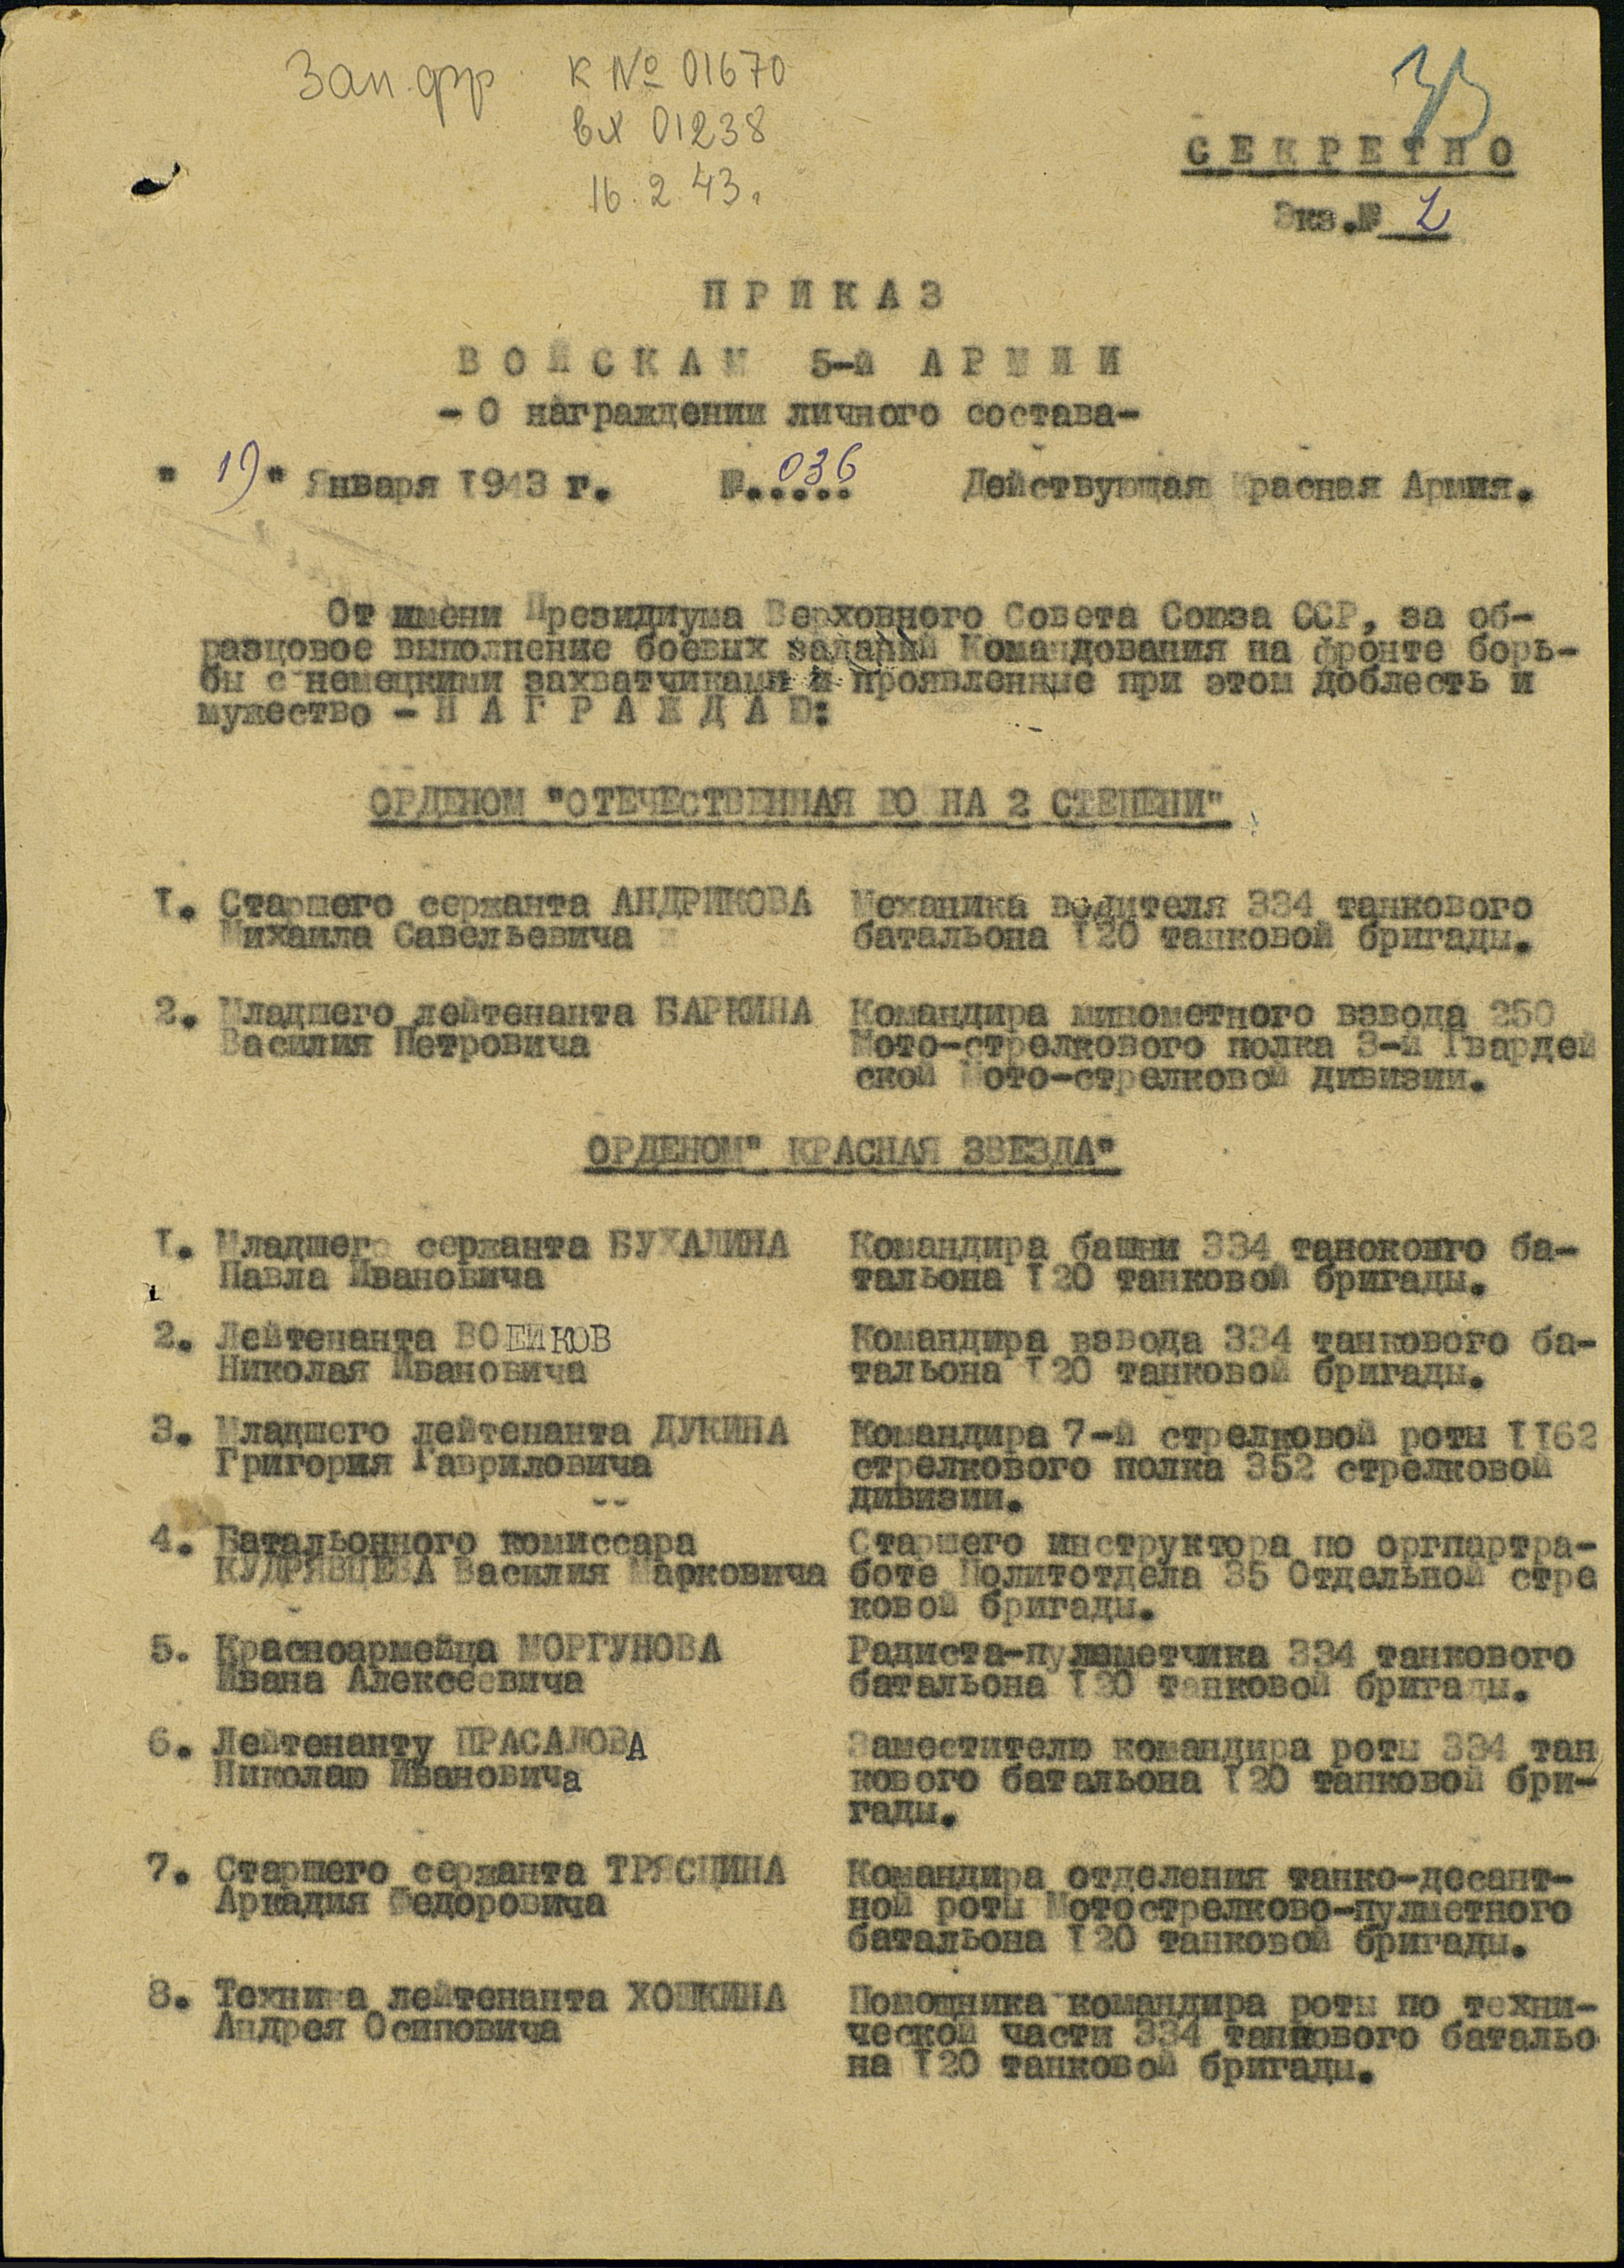 Зап. фр К № 01670
вх 01238
16.2.43.
33
СЕКРЕТНО
Экз.№ 2
ПРИКАЗ
ВОЙСКАМ 5-й АРМИИ
- О награждении личного состава-
"19" Января 1943 г. №.036.. Действующая Красная Армия.
От имени Президиума Верховного Совета Союза ССР, за об-
разцовое выполнение боевых заданий Командования на фронте борь-
бы с немецкими захватчиками и проявленные при этом доблесть и
мужество - НАГРАЖДАЮ:
ОРДЕНОМ "ОТЕЧЕСТВЕННАЯ ВО НА 2 СТЕПЕНИ"
1. Старшего сержанта АНДРИКОВА Механика водителя 334 танкового
Михаила Савельевича батальона 120 танковой бригады.
2. Младшего лейтенанта БАРКИНА Командира минометного взвода 250
Василия Петровича Мото-стрелкового полка 3-й Гвардей
ской Мото-стрелковой дивизии.
ОРДЕНОМ" КРАСНАЯ ЗВЕЗДА"
1. Младшего сержанта БУХАЛИНА Командира башни 334 таноковго ба-
Павла Ивановича тальона 120 танковой бригады.
2. Лейтенанта ВОЕЙКОВ Командира взвода 334 танкового ба-
Николая Ивановича тальона 120 танковой бригады.
3. Младшего лейтенанта ДУКИНА Командира 7-й стрелковой роты 1162
Григория Гавриловича стрелкового полка 352 стрелковой
дивизии.
4. Батальонного комиссара Старшего инструктора по оргпартра-
КУДРЯВЦЕВА Василия Марковича боте Политотдела 35 Отдельной стре
ковой бригады.
5. Красноармейца МОРГУНОВА Радиста-пулеметчика 334 танкового
Ивана Алексеевича батальона 120 танковой бригады.
6. Лейтенанту ПРАСАЛОВА Заместителю командира роты 334 тан
Николаю Ивановича кового батальона 120 танковой бри-
гады.
7. Старшего сержанта ТРЯСЦИНА Командира отделения танко-десант-
Аркадия Федоровича ной роты Мотострелково-пулметного
батальона 120 танковой бригады.
8. Техника лейтенанта ХОШКИНА Помощника командира роты по техни-
Андрея Осиповича ческой части 334 танкового батальо
на 120 танковой бригады.